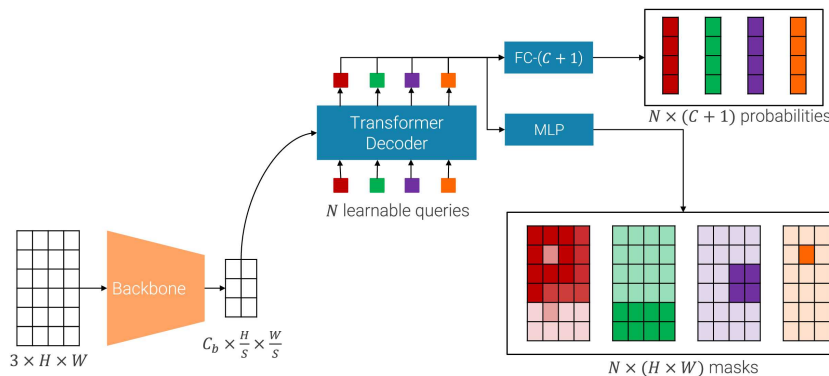 FC-(C + 1)
N × (C + 1) probabilities
Transformer
Decoder
MLP
N learnable queries
Backbone
3 × H × W
C_b × H/S × W/S
N × (H × W) masks